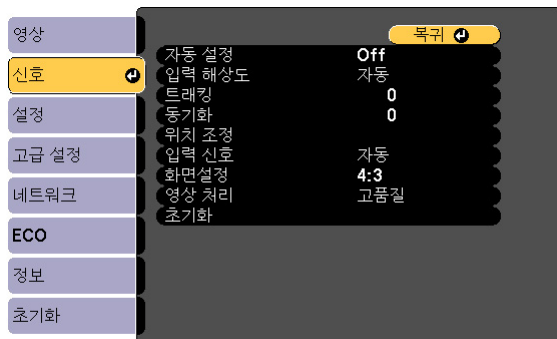 영상
신호
설정
고급 설정
네트워크
ECO
정보
초기화
복귀
자동 설정 Off
입력 해상도 자동
트래킹 0
동기화 0
위치 조정
입력 신호 자동
화면설정 4:3
영상 처리 고품질
초기화